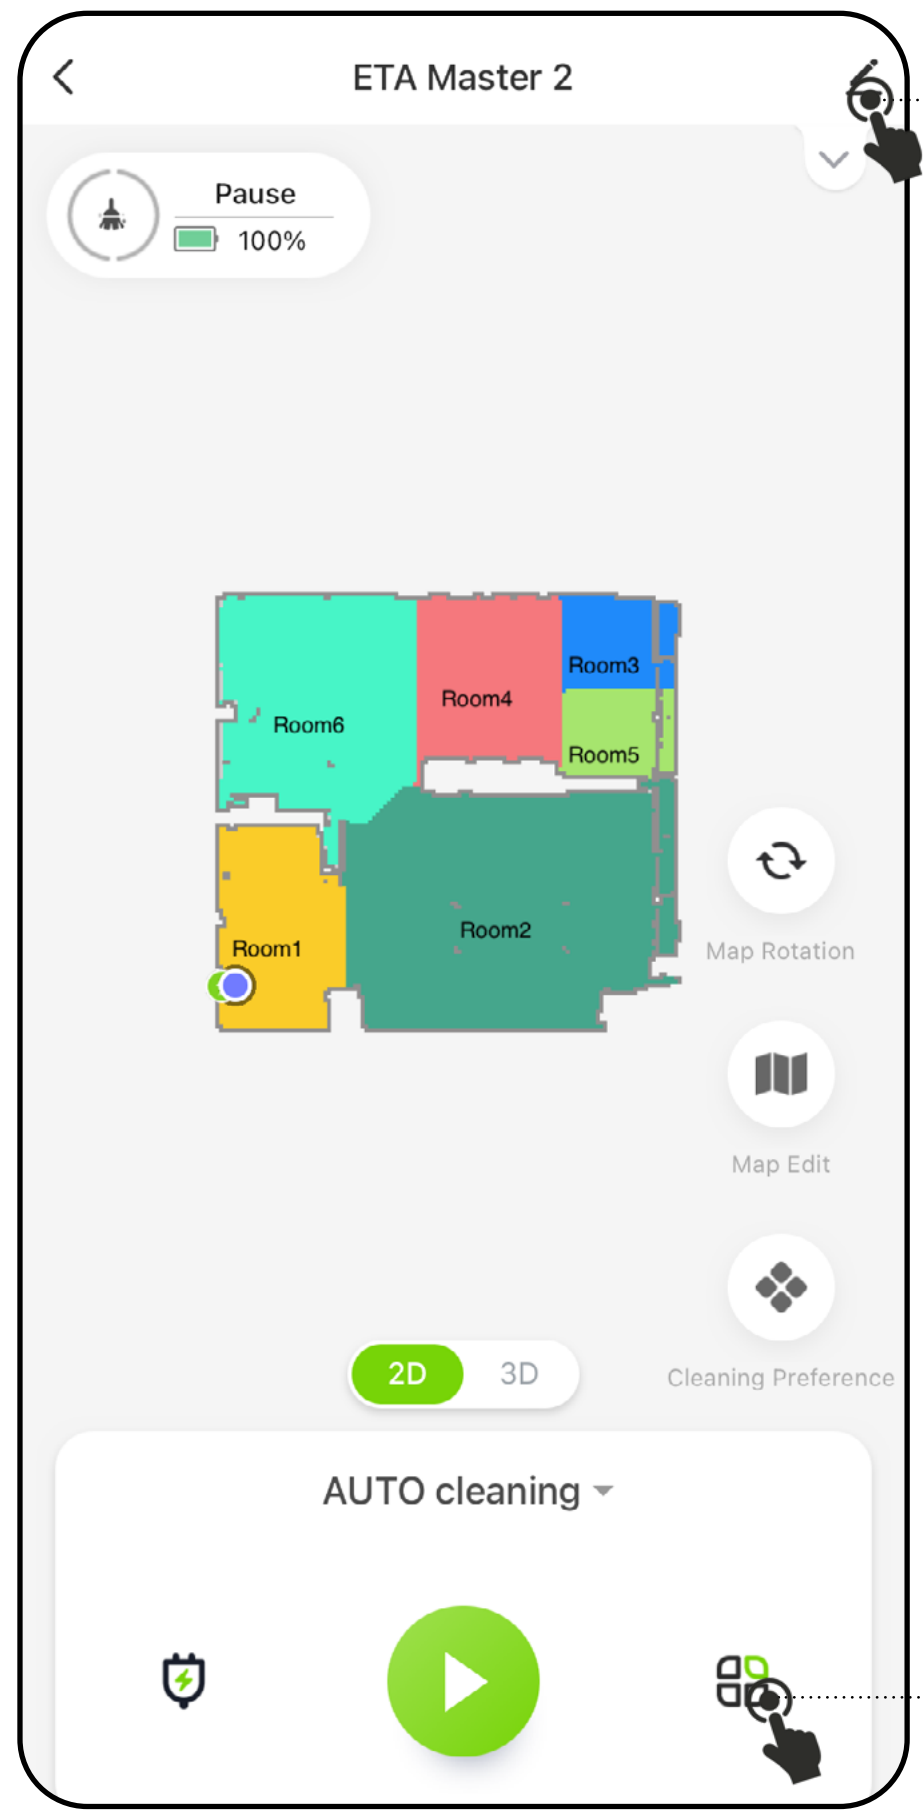 ETA Master 2
Pause
100%
Room3
Room4
Room6
Room5
Room2
Room1
Map Rotation
Map Edit
2D 3D
Cleaning Preference
AUTO cleaning